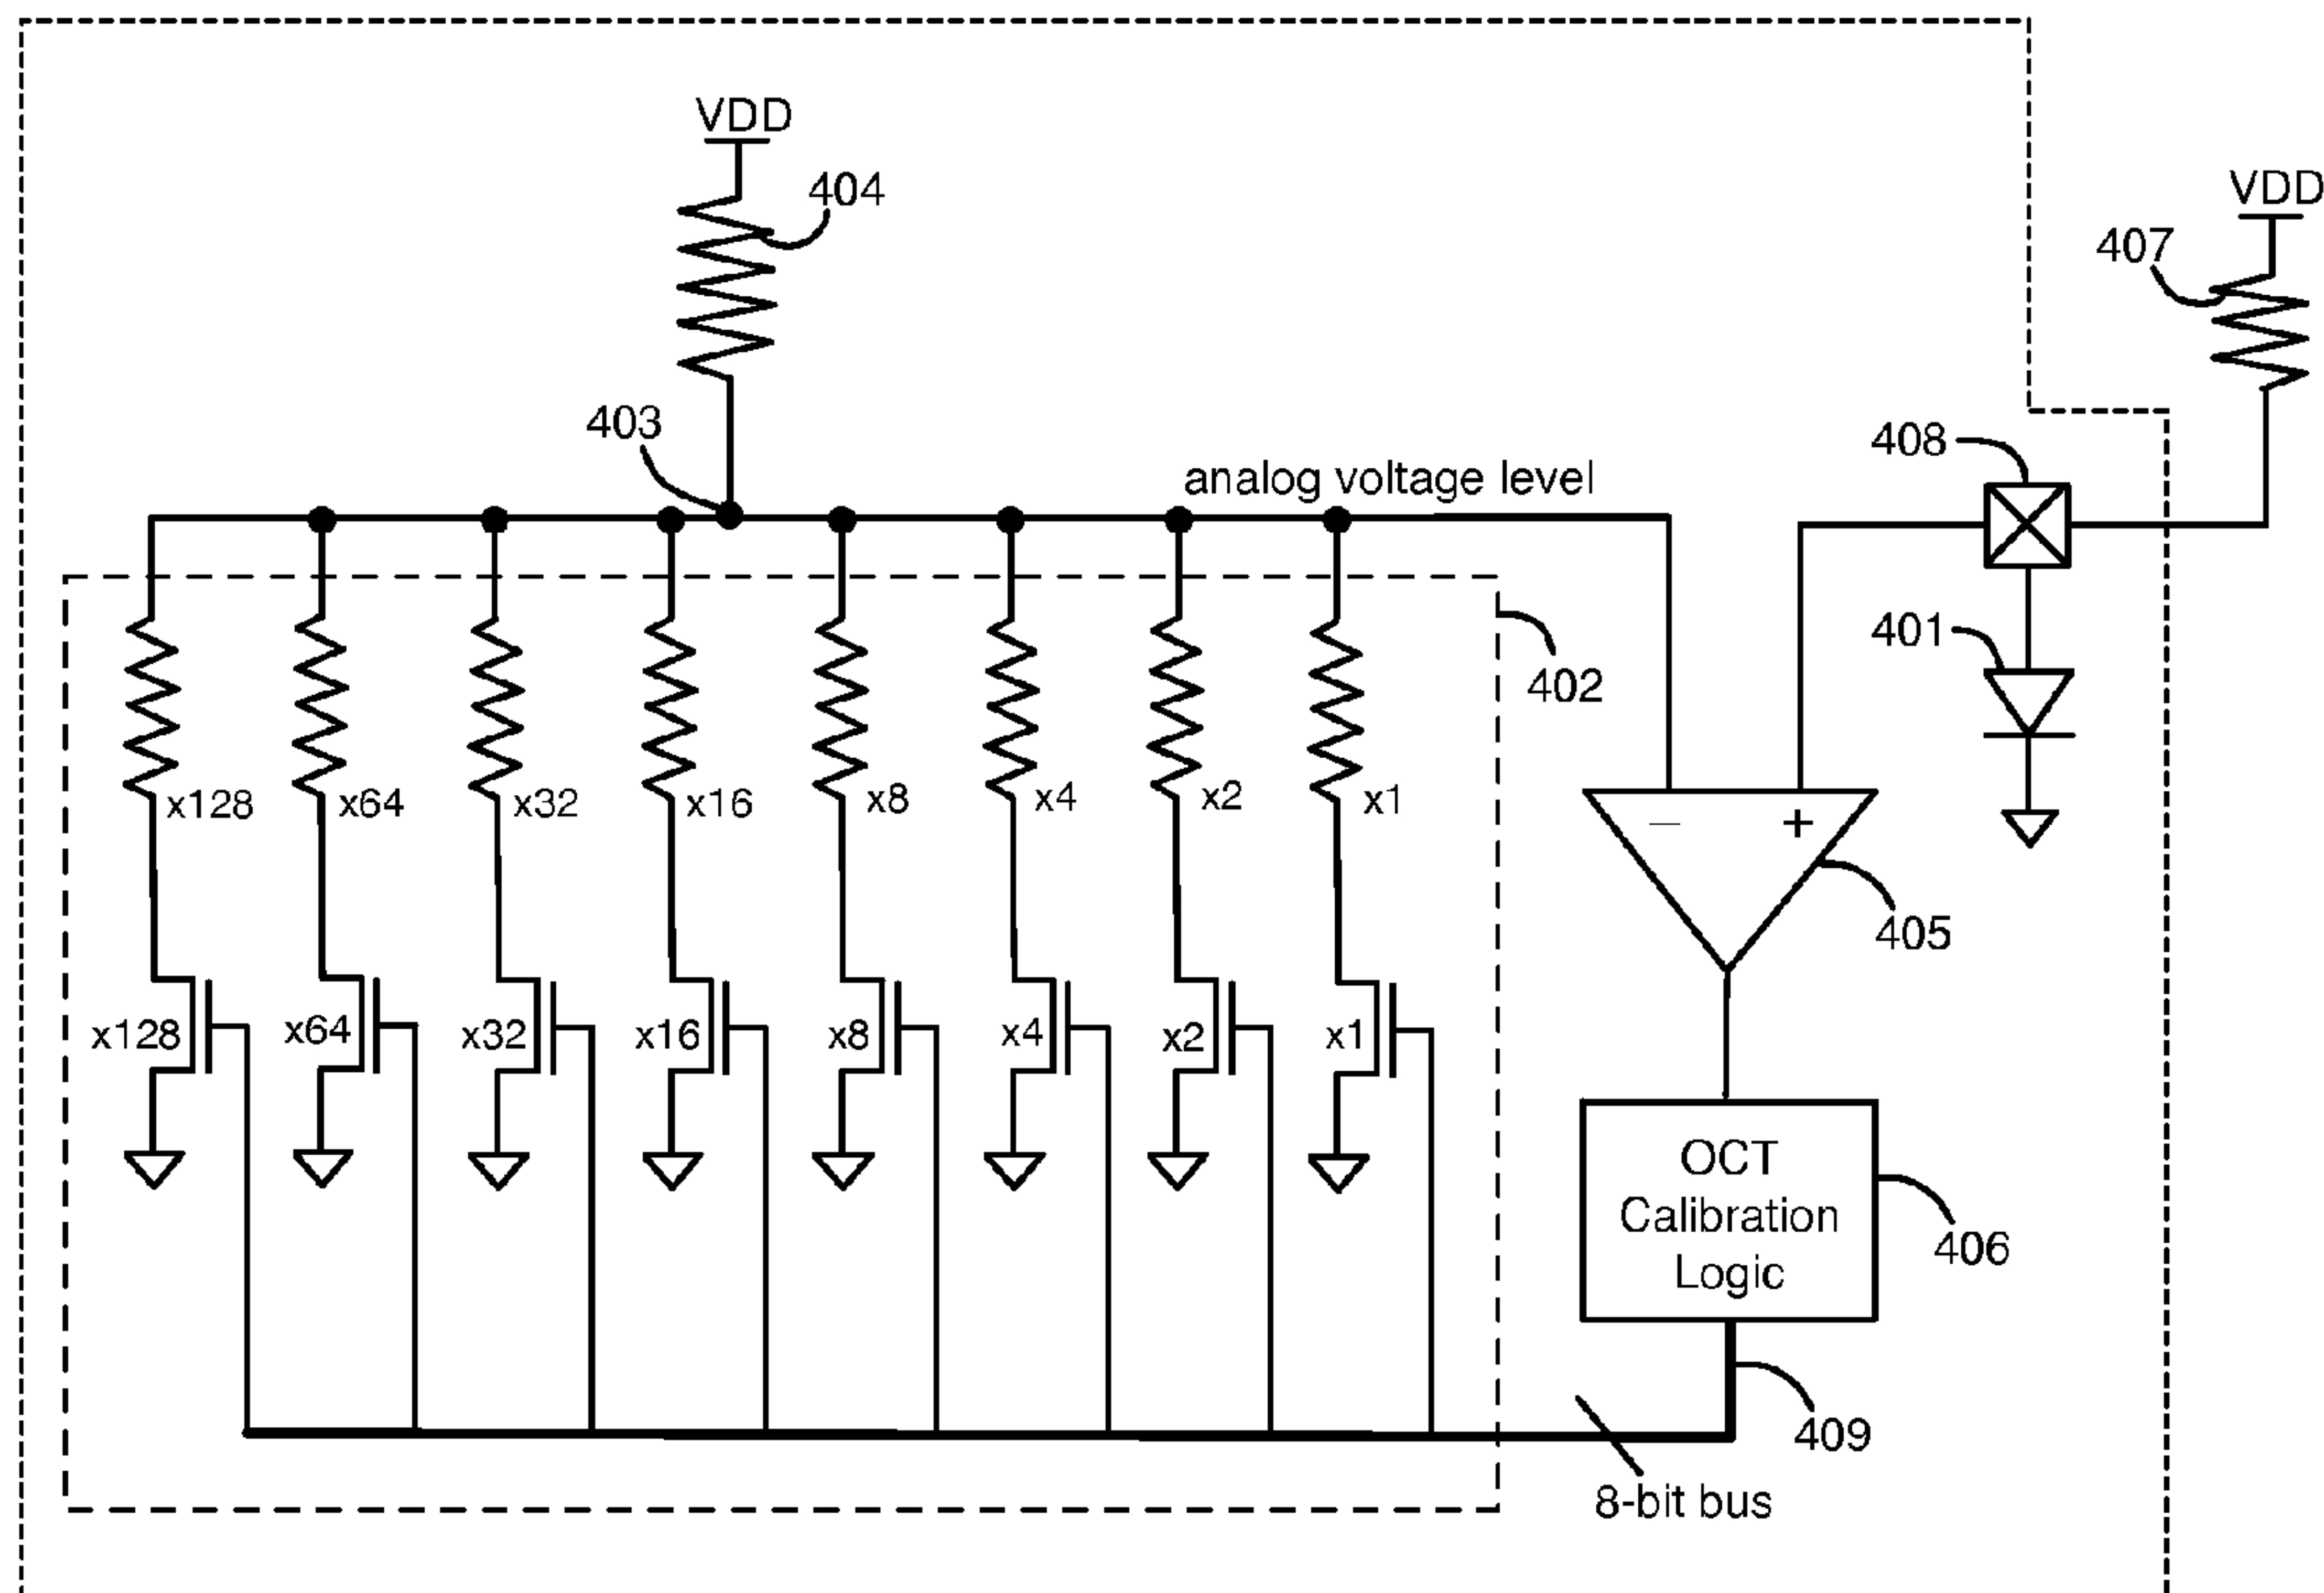 VDD
404
VDD
407
403
analog voltage level
408
401
402
x128 x64 x32 x16 x8 x4 x2 x1
− +
405
x128 x64 x32 x16 x8 x4 x2 x1
OCT
Calibration
Logic
406
409
8-bit bus